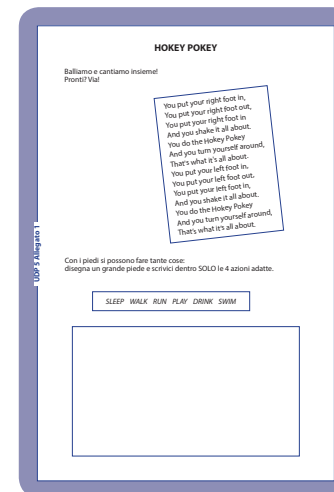 HOKEY POKEY
Balliamo e cantiamo insieme!
Pronti? Via!
You put your right foot in,
You put your right foot out,
You put your right foot in
And you shake it all about.
You do the Hokey Pokey
And you turn yourself around,
That's what it's all about.
You put your left foot in,
You put your left foot out,
You put your left foot in,
And you shake it all about.
You do the Hokey Pokey
And you turn yourself around,
That's what it's all about.
UDP 5 Allegato 1
Con i piedi si possono fare tante cose:
disegna un grande piede e scrivici dentro SOLO le 4 azioni adatte.
SLEEP WALK RUN PLAY DRINK SWIM